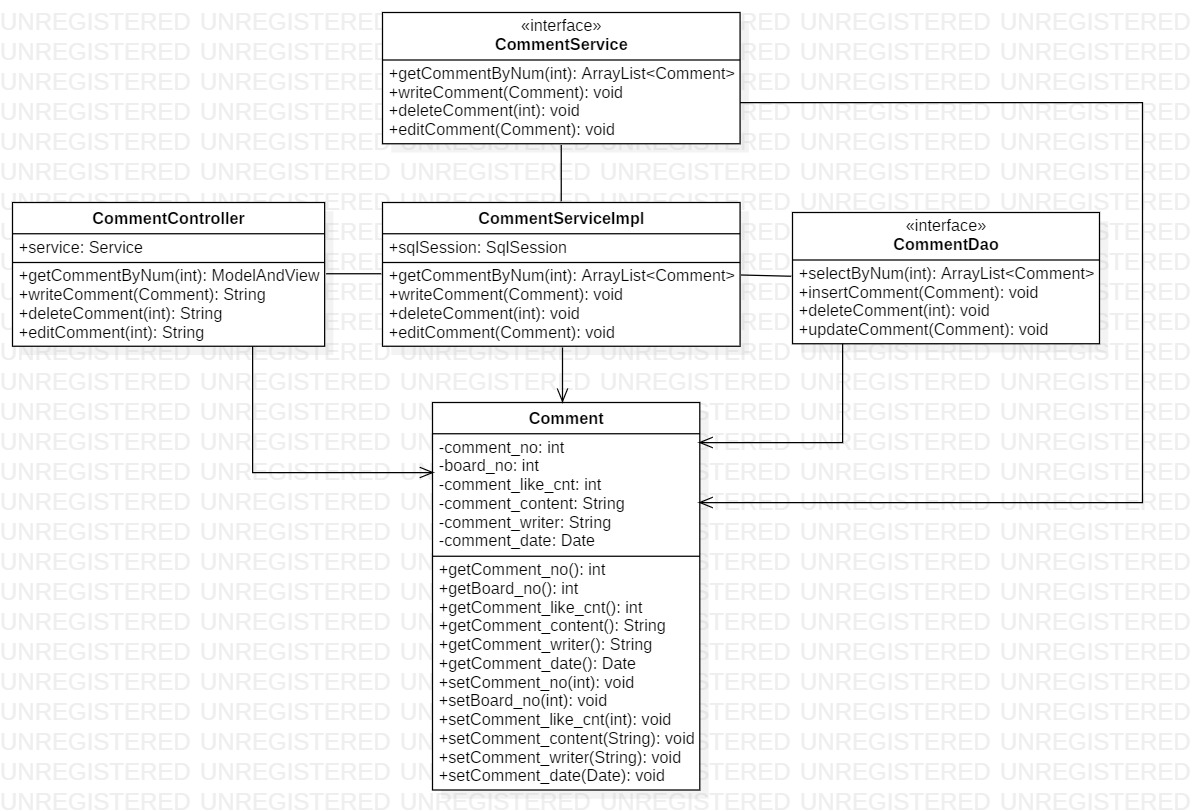 «interface»
CommentService
+getCommentByNum(int): ArrayList<Comment>
+writeComment(Comment): void
+deleteComment(int): void
+editComment(Comment): void
CommentController
+service: Service
+getCommentByNum(int): ModelAndView
+writeComment(Comment): String
+deleteComment(int): String
+editComment(int): String
CommentServiceImpl
+sqlSession: SqlSession
+getCommentByNum(int): ArrayList<Comment>
+writeComment(Comment): void
+deleteComment(int): void
+editComment(Comment): void
«interface»
CommentDao
+selectByNum(int): ArrayList<Comment>
+insertComment(Comment): void
+deleteComment(int): void
+updateComment(Comment): void
Comment
-comment_no: int
-board_no: int
-comment_like_cnt: int
-comment_content: String
-comment_writer: String
-comment_date: Date
+getComment_no(): int
+getBoard_no(): int
+getComment_like_cnt(): int
+getComment_content(): String
+getComment_writer(): String
+getComment_date(): Date
+setComment_no(int): void
+setBoard_no(int): void
+setComment_like_cnt(int): void
+setComment_content(String): void
+setComment_writer(String): void
+setComment_date(Date): void
UNREGISTERED